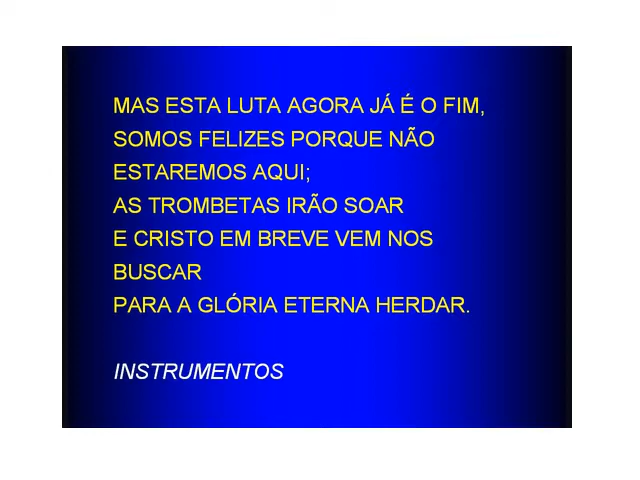 MAS ESTA LUTA AGORA JÁ É O FIM,
SOMOS FELIZES PORQUE NÃO
ESTAREMOS AQUI;
AS TROMBETAS IRÃO SOAR
E CRISTO EM BREVE VEM NOS
BUSCAR
PARA A GLÓRIA ETERNA HERDAR.
INSTRUMENTOS